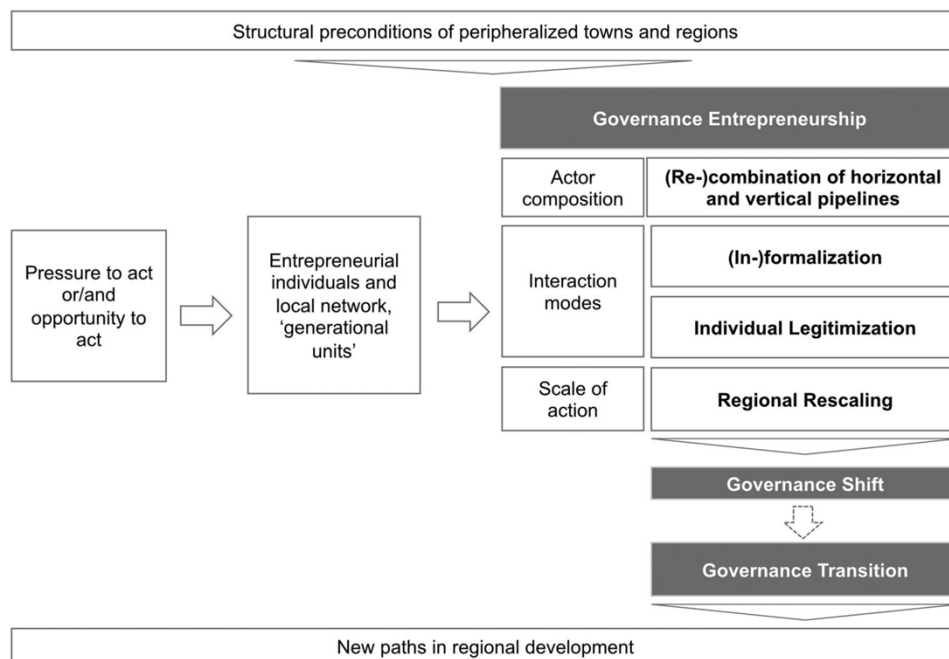 Structural preconditions of peripheralized towns and regions
Governance Entrepreneurship
Actor
composition
(Re-)combination of horizontal
and vertical pipelines
Pressure to act
or/and
opportunity to
act
Entrepreneurial
individuals and
local network,
‘generational
units’
Interaction
modes
(In-)formalization
Individual Legitimization
Scale of
action
Regional Rescaling
Governance Shift
Governance Transition
New paths in regional development